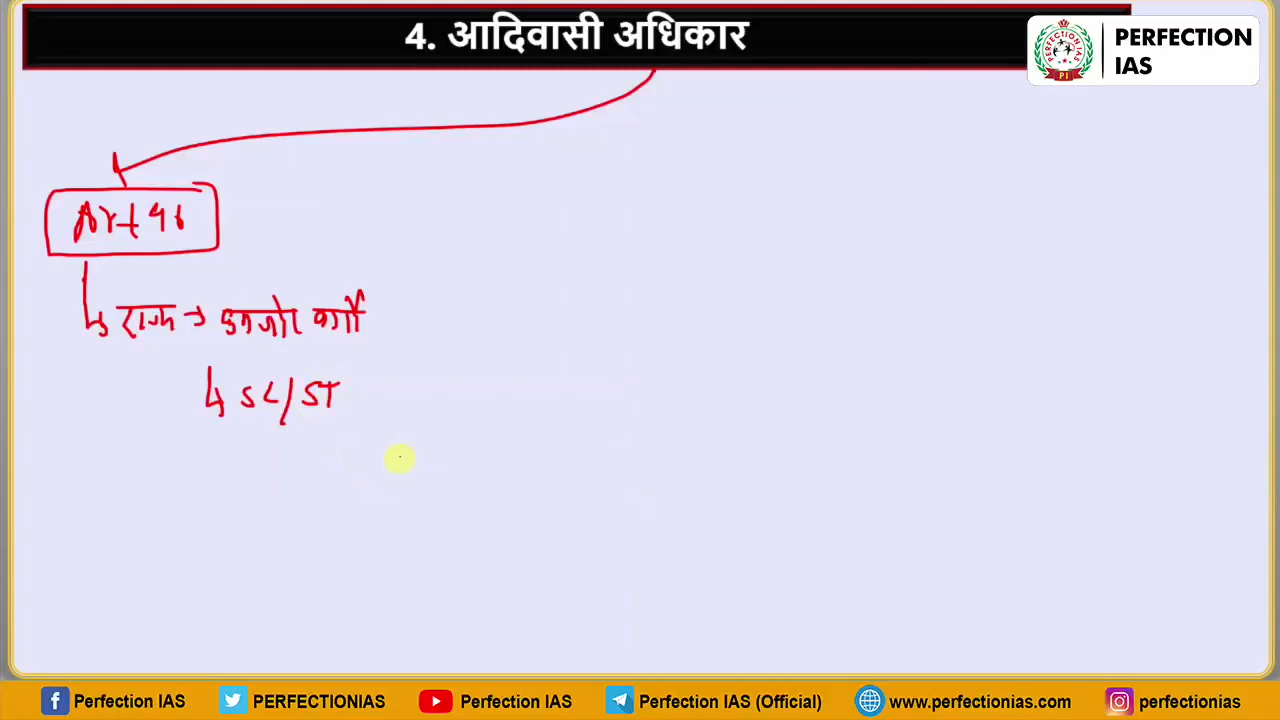 4. आदिवासी अधिकार
PERFECTION
IAS
Art 46
राज्य → कमजोर वर्गों
SC/ST
Perfection IAS
PERFECTIONIAS
Perfection IAS
Perfection IAS (Official)
www.perfectionias.com
perfectionias